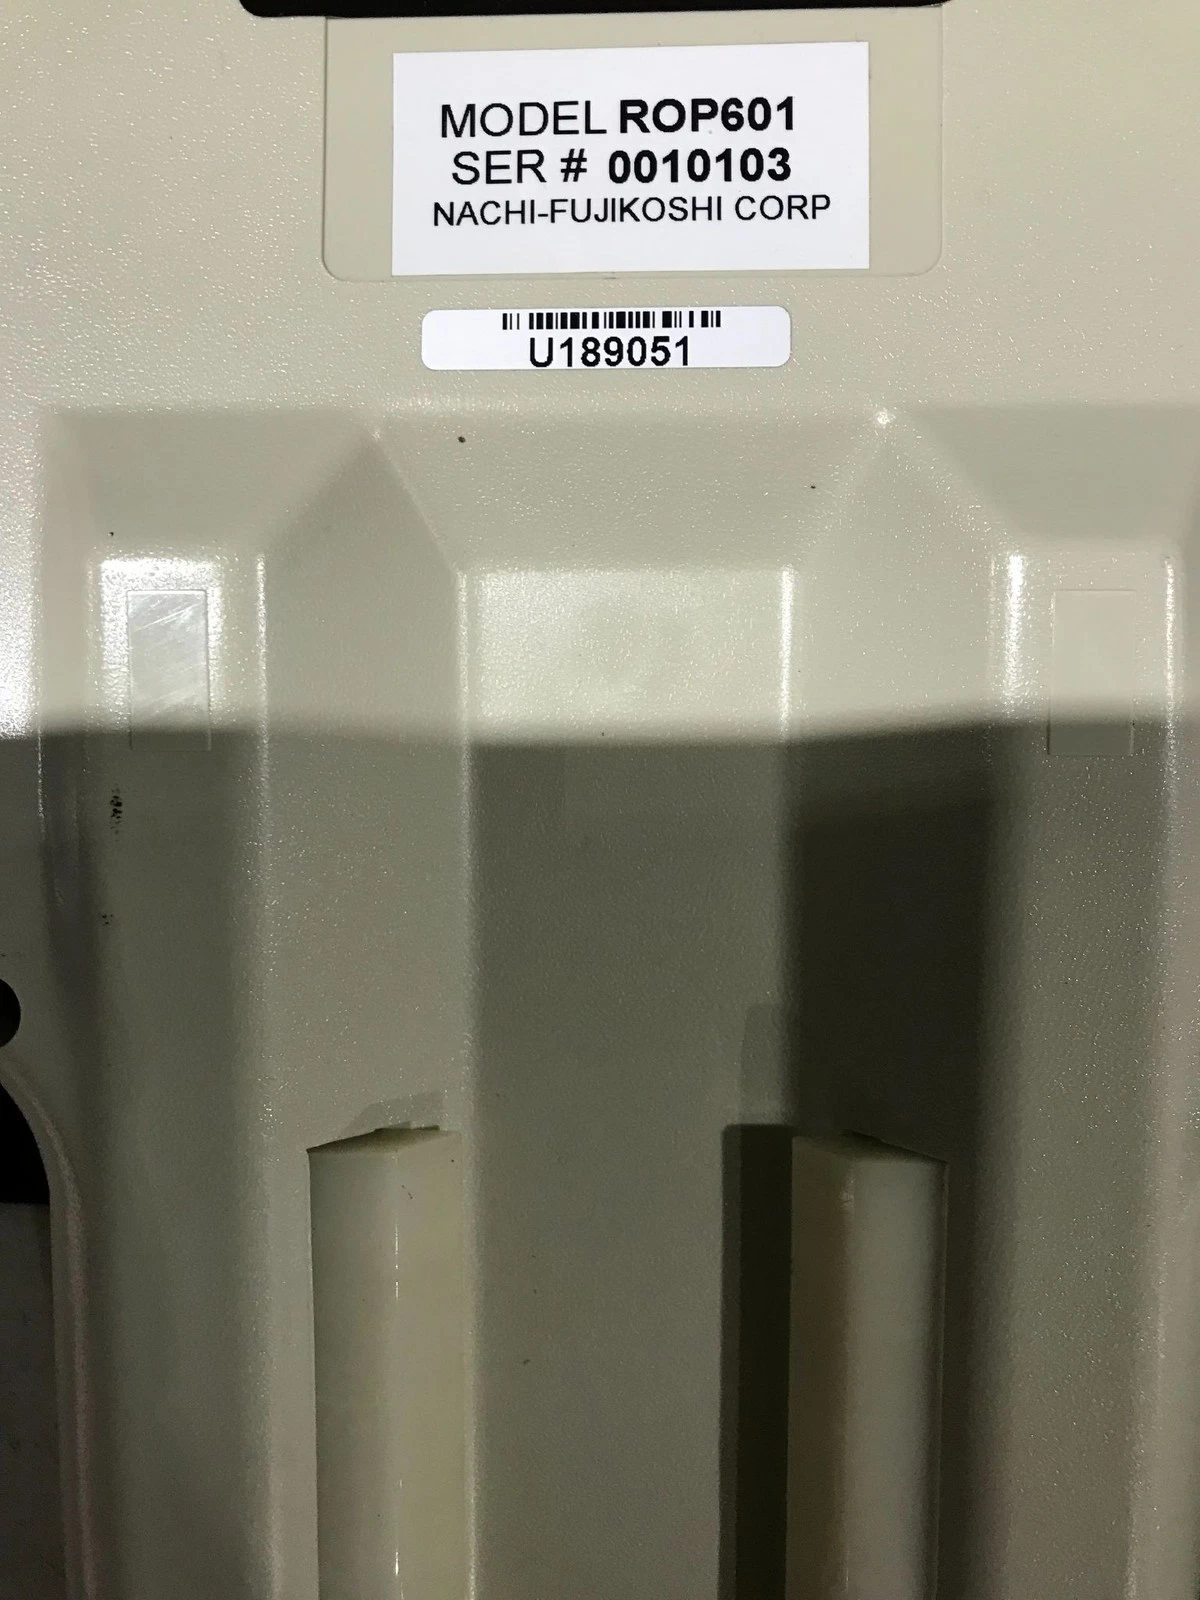 MODEL ROP601
SER # 0010103
NACHI-FUJIKOSHI CORP
U189051